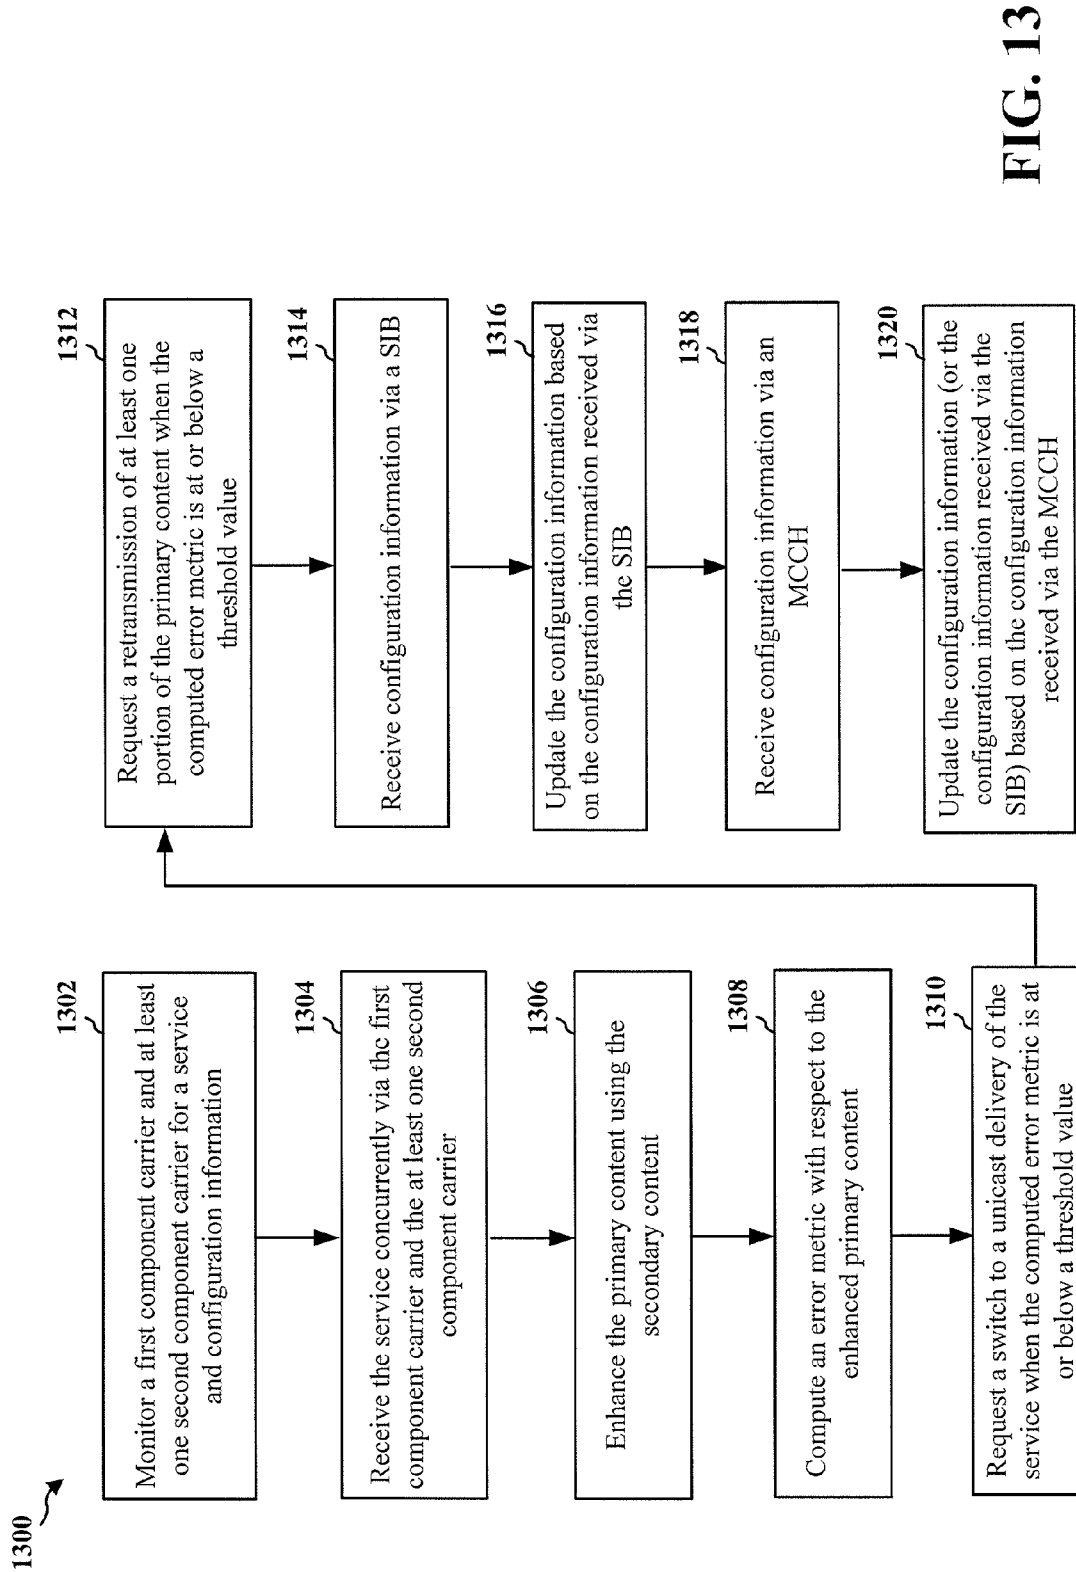 1300
1302
Monitor a first component carrier and at least
one second component carrier for a service
and configuration information
1304
Receive the service concurrently via the first
component carrier and the at least one second
component carrier
1306
Enhance the primary content using the
secondary content
1308
Compute an error metric with respect to the
enhanced primary content
1310
Request a switch to a unicast delivery of the
service when the computed error metric is at
or below a threshold value
1312
Request a retransmission of at least one
portion of the primary content when the
computed error metric is at or below a
threshold value
1314
Receive configuration information via a SIB
1316
Update the configuration information based
on the configuration information received via
the SIB
1318
Receive configuration information via an
MCCH
1320
Update the configuration information (or the
configuration information received via the
SIB) based on the configuration information
received via the MCCH
FIG. 13